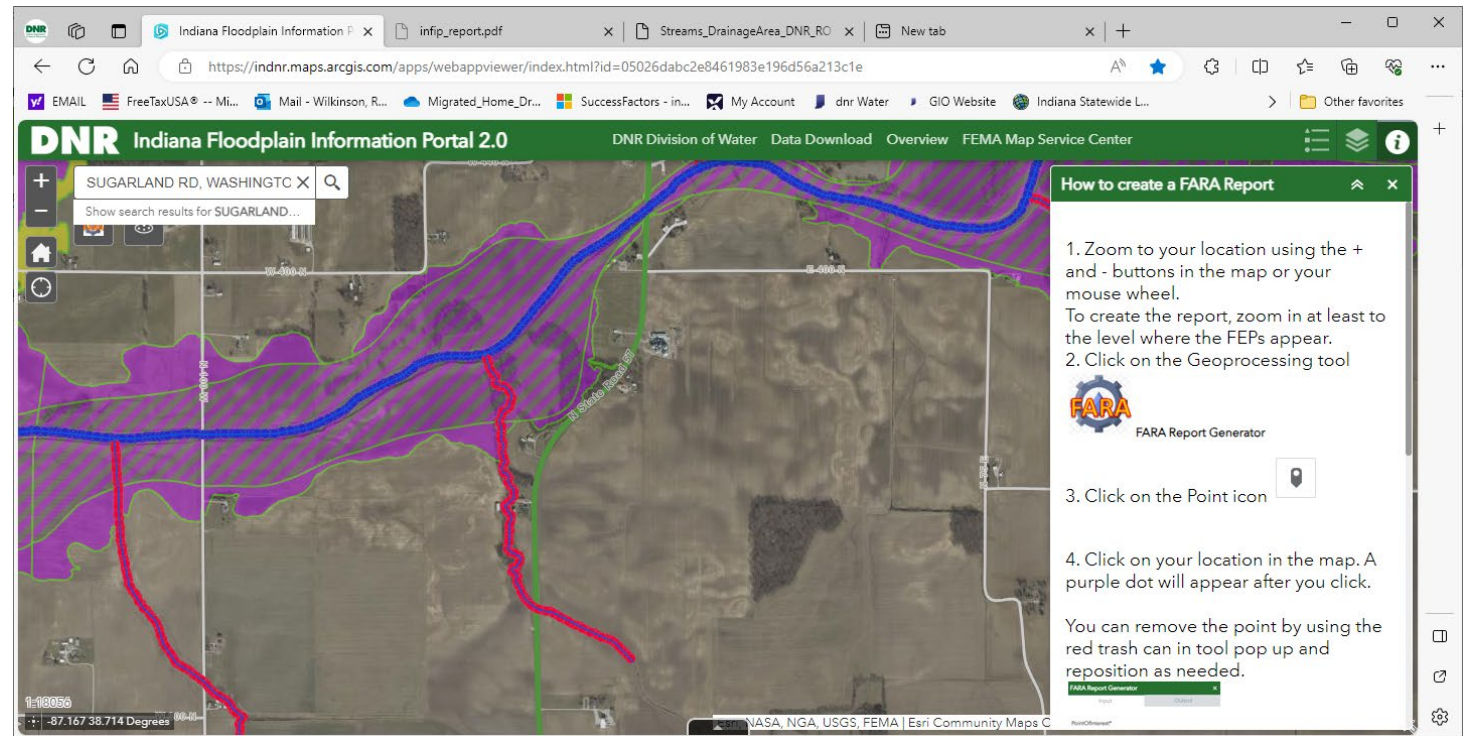 DNR
Indiana Floodplain Information P
infip_report.pdf
Streams_DrainageArea_DNR_RO
New tab
https://indnr.maps.arcgis.com/apps/webappviewer/index.html?id=05026dabc2e8461983e196d56a213c1e
EMAIL
FreeTaxUSA® -- Mi...
Mail - Wilkinson, R...
Migrated_Home_Dr...
SuccessFactors - in...
My Account
dnr Water
GIO Website
Indiana Statewide L...
Other favorites
DNR Indiana Floodplain Information Portal 2.0
DNR Division of Water Data Download Overview FEMA Map Service Center
SUGARLAND RD, WASHINGTC
Show search results for SUGARLAND...
W-400-N
E-400-N
N State Road 57
How to create a FARA Report
1. Zoom to your location using the +
and - buttons in the map or your
mouse wheel.
To create the report, zoom in at least to
the level where the FEPs appear.
2. Click on the Geoprocessing tool
FARA
FARA Report Generator
3. Click on the Point icon
4. Click on your location in the map. A
purple dot will appear after you click.
You can remove the point by using the
red trash can in tool pop up and
reposition as needed.
FARA Report Generator
Input Output
PointOfInterest*
1:18056
-87.167 38.714 Degrees
Esri, NASA, NGA, USGS, FEMA | Esri Community Maps C